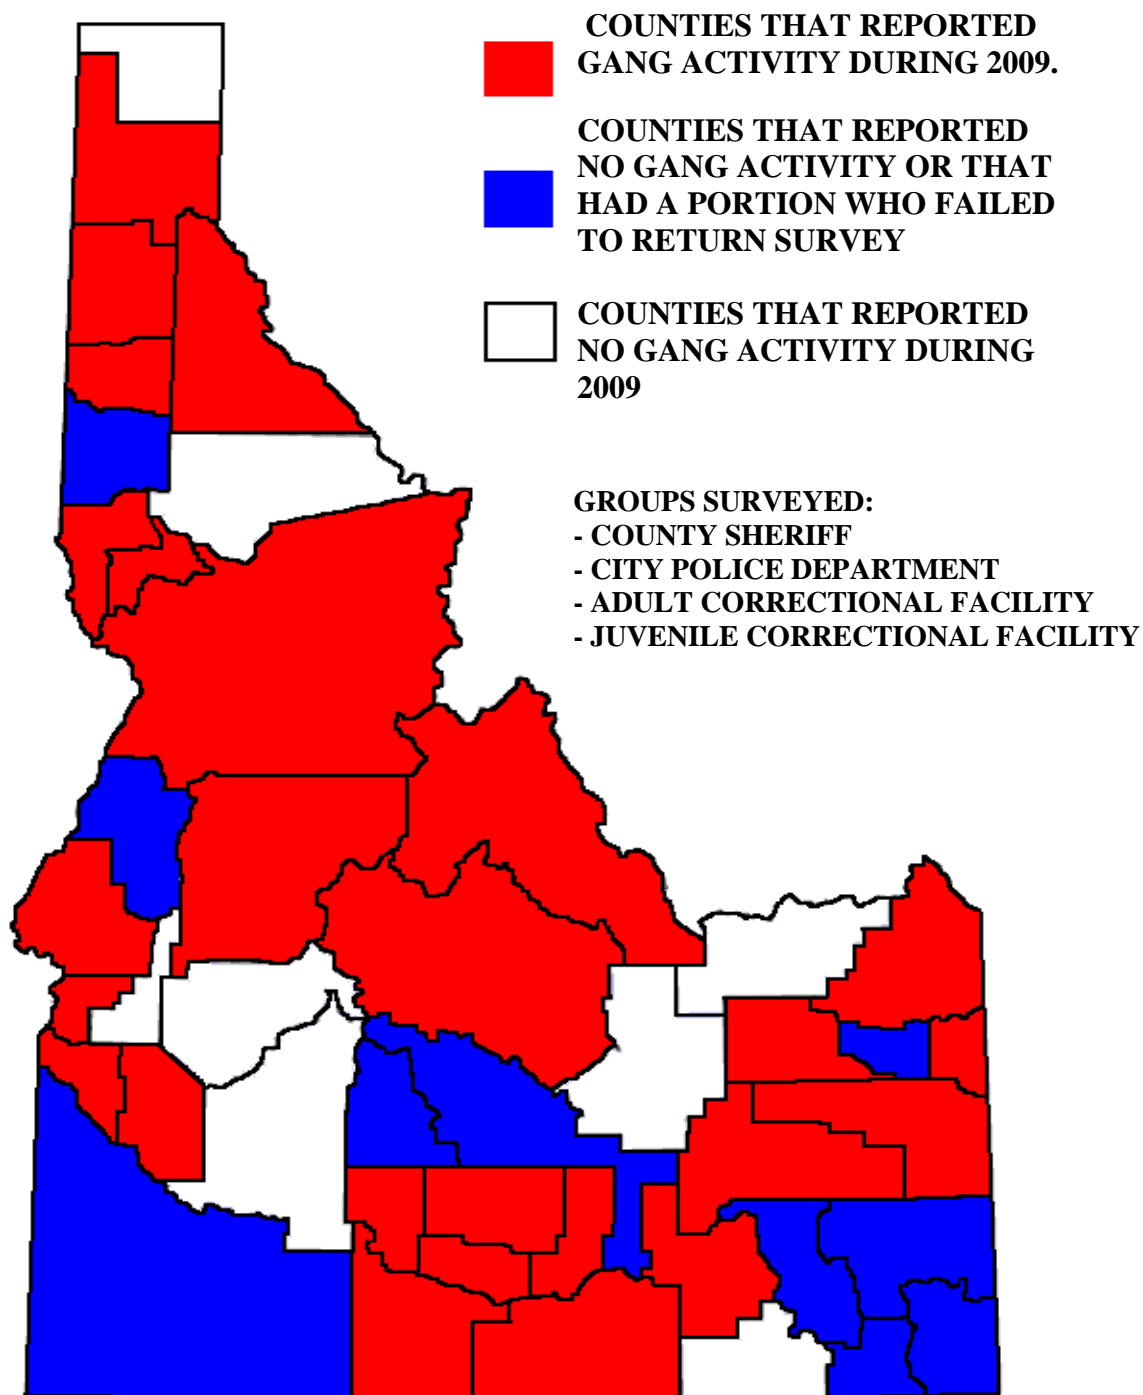 COUNTIES THAT REPORTED
GANG ACTIVITY DURING 2009.
COUNTIES THAT REPORTED
NO GANG ACTIVITY OR THAT
HAD A PORTION WHO FAILED
TO RETURN SURVEY
COUNTIES THAT REPORTED
NO GANG ACTIVITY DURING
2009
GROUPS SURVEYED:
- COUNTY SHERIFF
- CITY POLICE DEPARTMENT
- ADULT CORRECTIONAL FACILITY
- JUVENILE CORRECTIONAL FACILITY